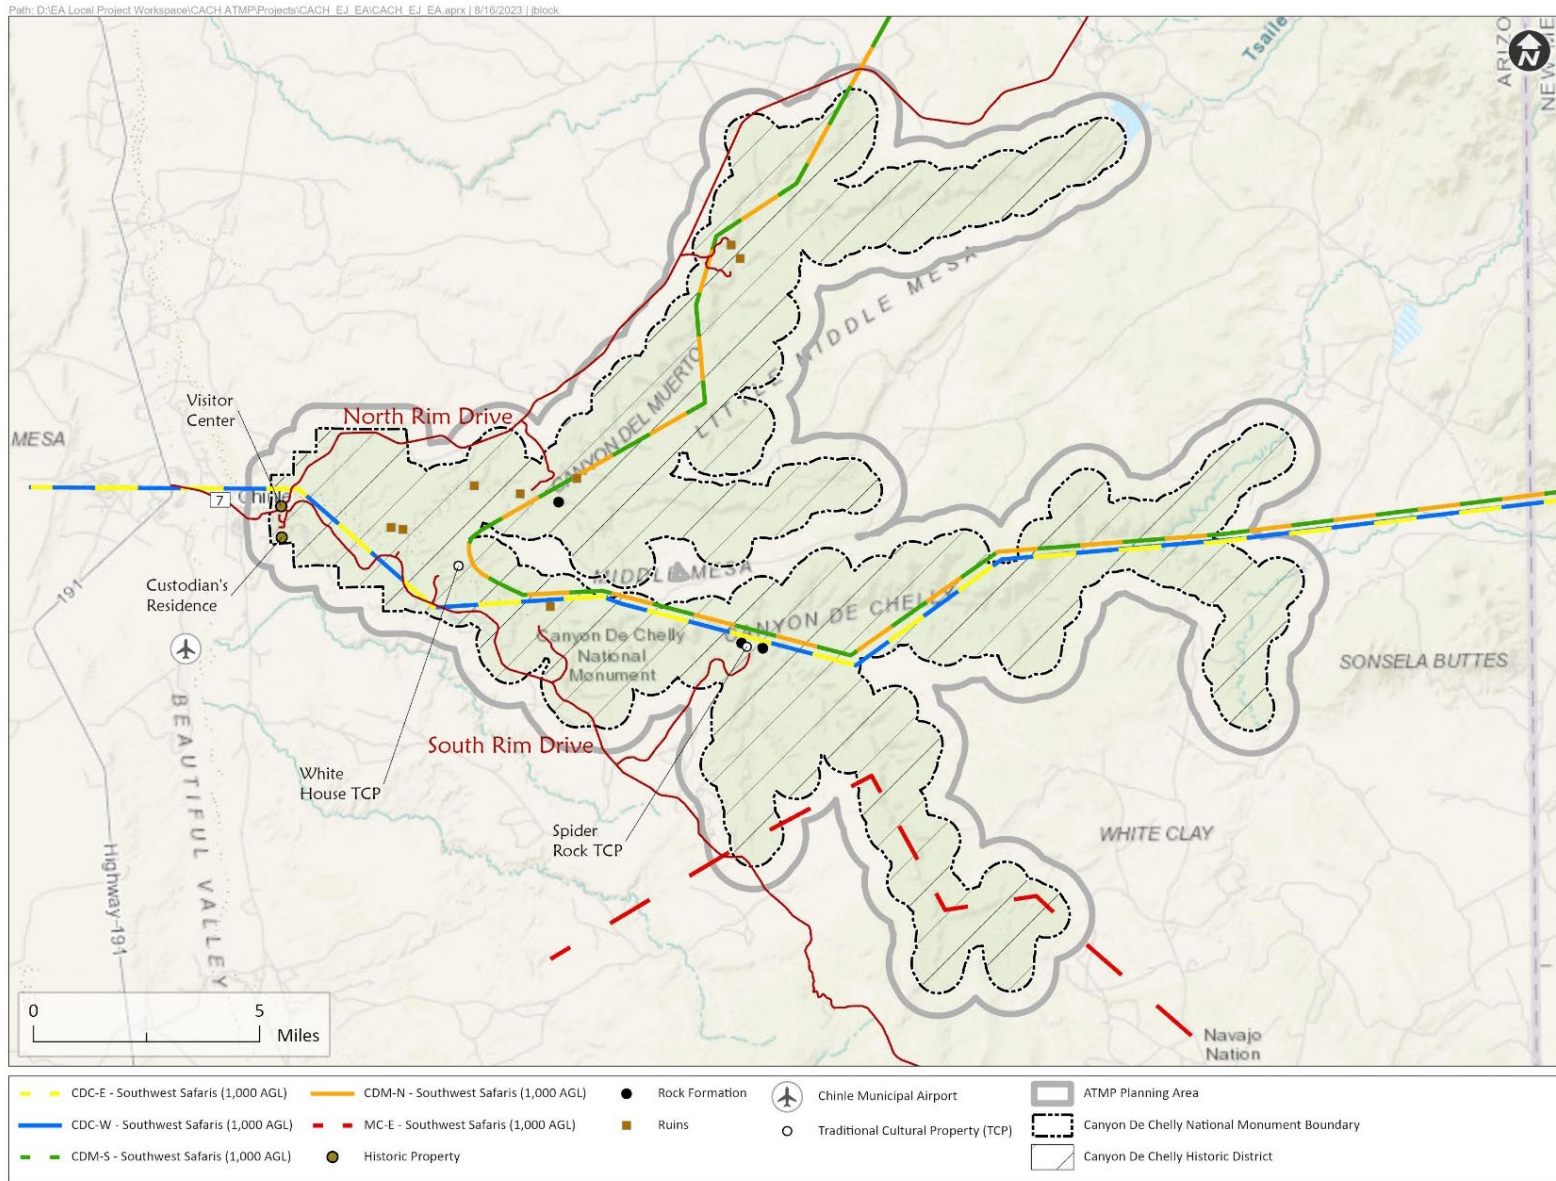 Path: D:\EA Local Project Workspace\CACH ATMP\Projects\CACH_EJ_EA\CACH_EJ_EA.aprx | 8/16/2023 | jblock
Tsaile
ARIZO
NEW ME
N
LITTLE MIDDLE MESA
CANYON DEL MUERTO
Visitor
Center
North Rim Drive
MESA
7
Chinle
MIDDLE MESA
CANYON DE CHELLY
Custodian's
Residence
191
Canyon De Chelly
National
Monument
SONSELA BUTTES
BEAUTIFUL VALLEY
South Rim Drive
White
House TCP
Spider
Rock TCP
WHITE CLAY
Highway 191
Navajo
Nation
0
5
Miles
CDC-E - Southwest Safaris (1,000 AGL)
CDM-N - Southwest Safaris (1,000 AGL)
Rock Formation
Chinle Municipal Airport
ATMP Planning Area
CDC-W - Southwest Safaris (1,000 AGL)
MC-E - Southwest Safaris (1,000 AGL)
Ruins
Traditional Cultural Property (TCP)
Canyon De Chelly National Monument Boundary
CDM-S - Southwest Safaris (1,000 AGL)
Historic Property
Canyon De Chelly Historic District